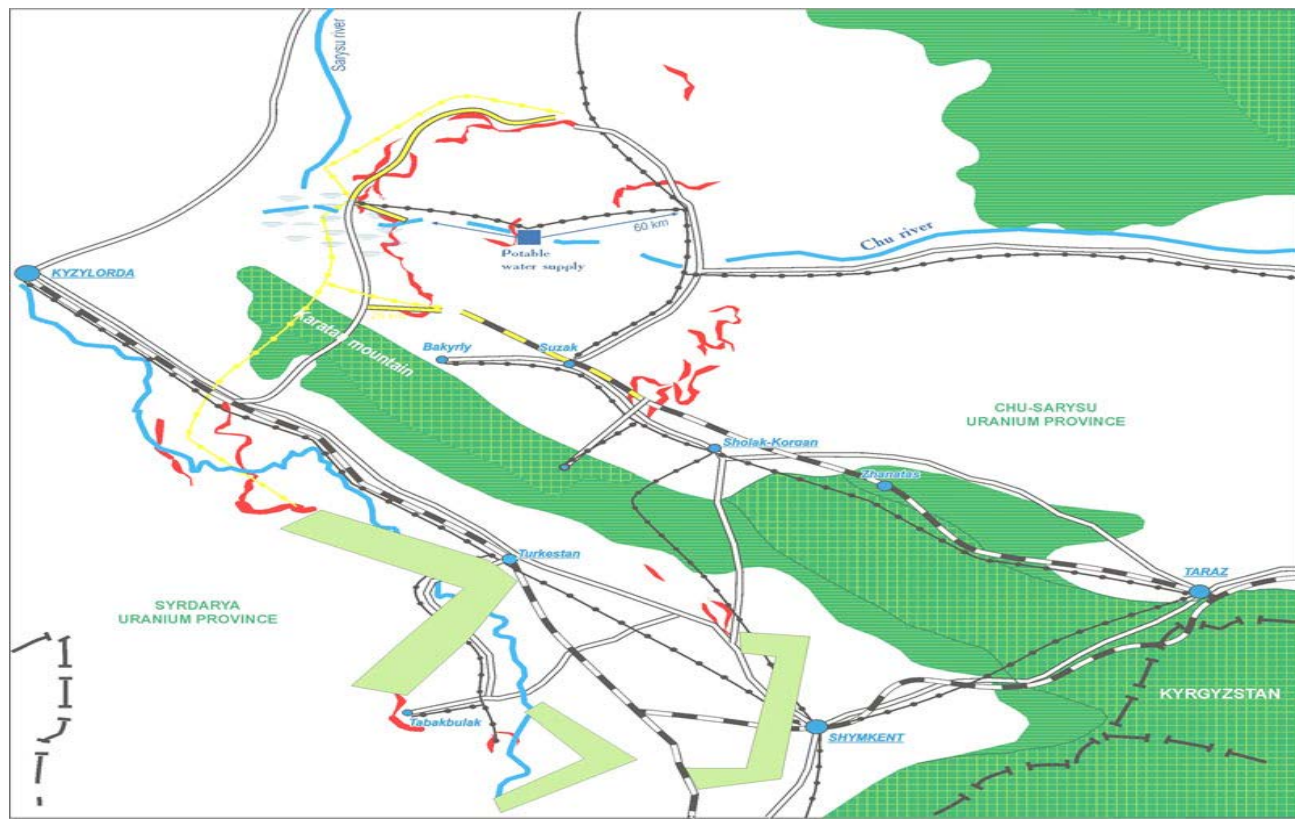 Sarysu river
60 km
Chu river
Potable
water supply
KYZYLORDA
Karatau mountain
Bakyrly
Suzak
CHU-SARYSU
URANIUM PROVINCE
Sholak-Korgan
Zhanatas
Turkestan
TARAZ
SYRDARYA
URANIUM PROVINCE
KYRGYZSTAN
Tabakbulak
SHYMKENT